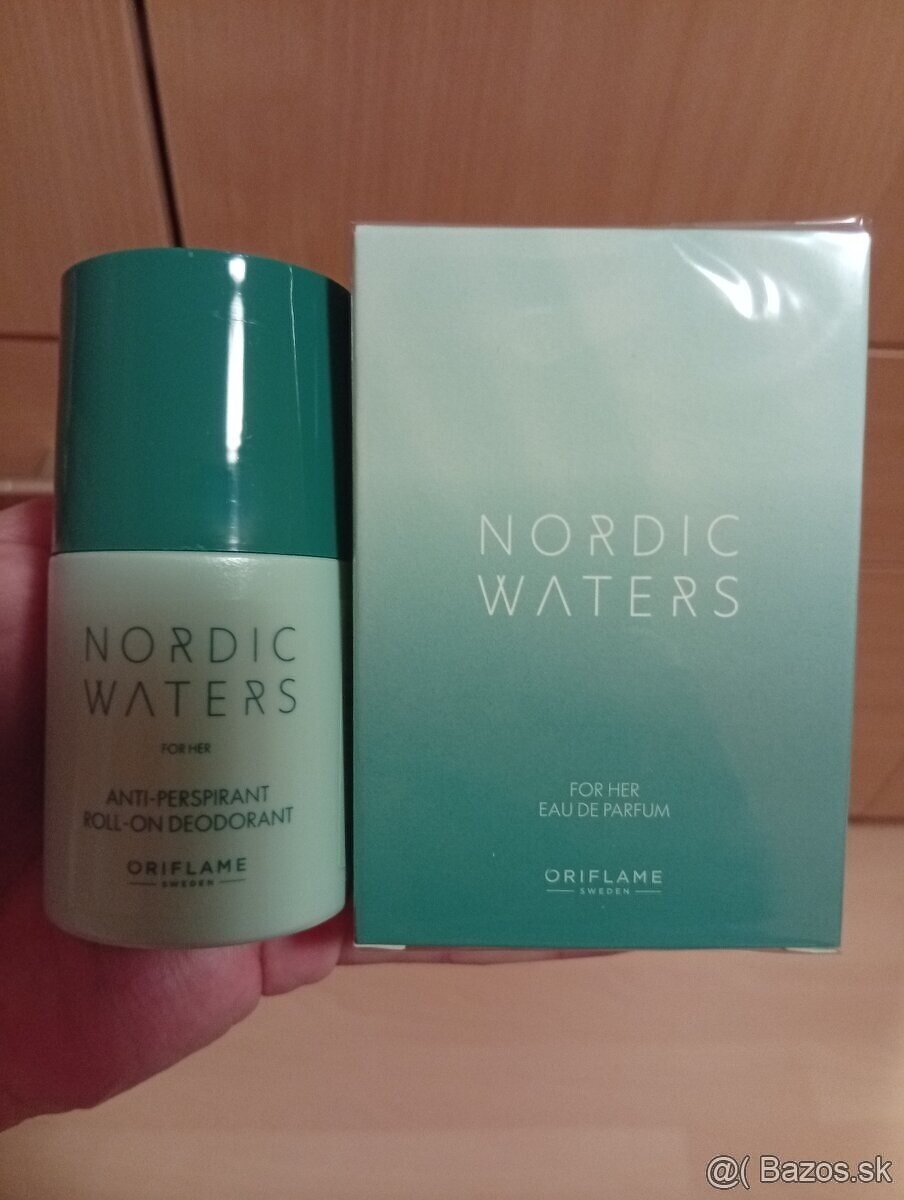 NORDIC
WATERS
FOR HER
ANTI-PERSPIRANT
ROLL-ON DEODORANT
ORIFLAME
SWEDEN
NORDIC
WATERS
FOR HER
EAU DE PARFUM
ORIFLAME
SWEDEN
@( Bazos.sk